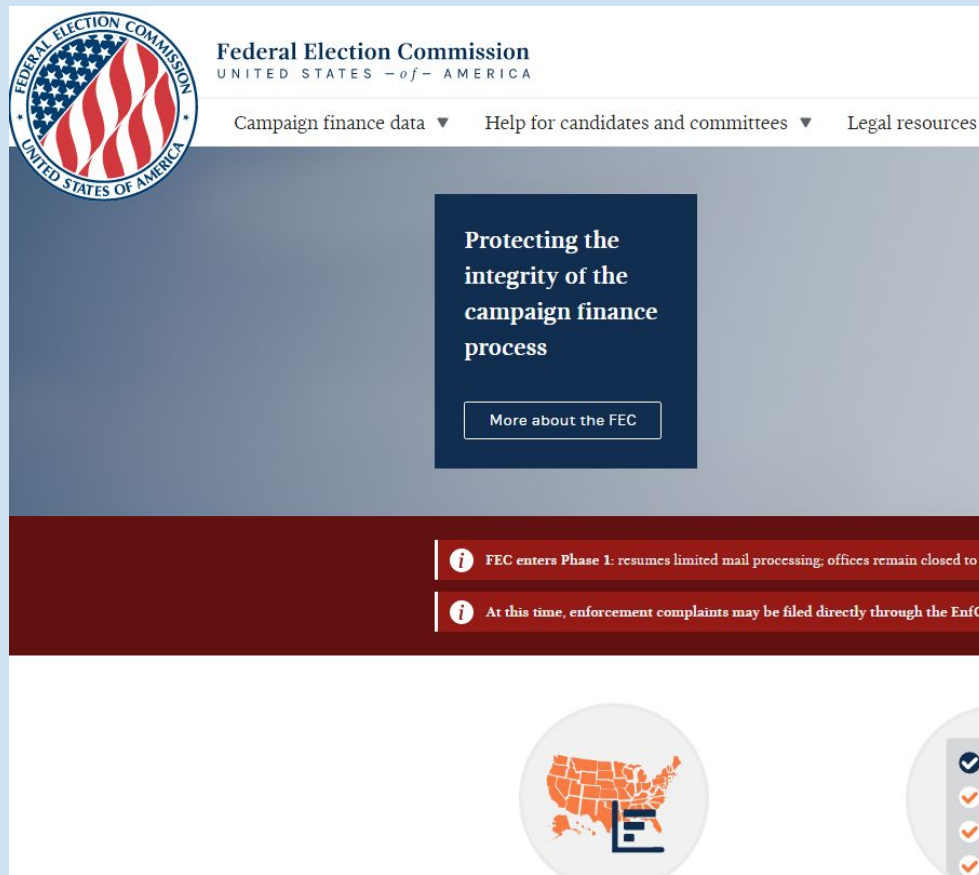 FEDERAL ELECTION COMMISSION
UNITED STATES OF AMERICA
Federal Election Commission
UNITED STATES -of- AMERICA
Campaign finance data ▼ Help for candidates and committees ▼ Legal resources
Protecting the
integrity of the
campaign finance
process
More about the FEC
i FEC enters Phase 1: resumes limited mail processing; offices remain closed to
i At this time, enforcement complaints may be filed directly through the